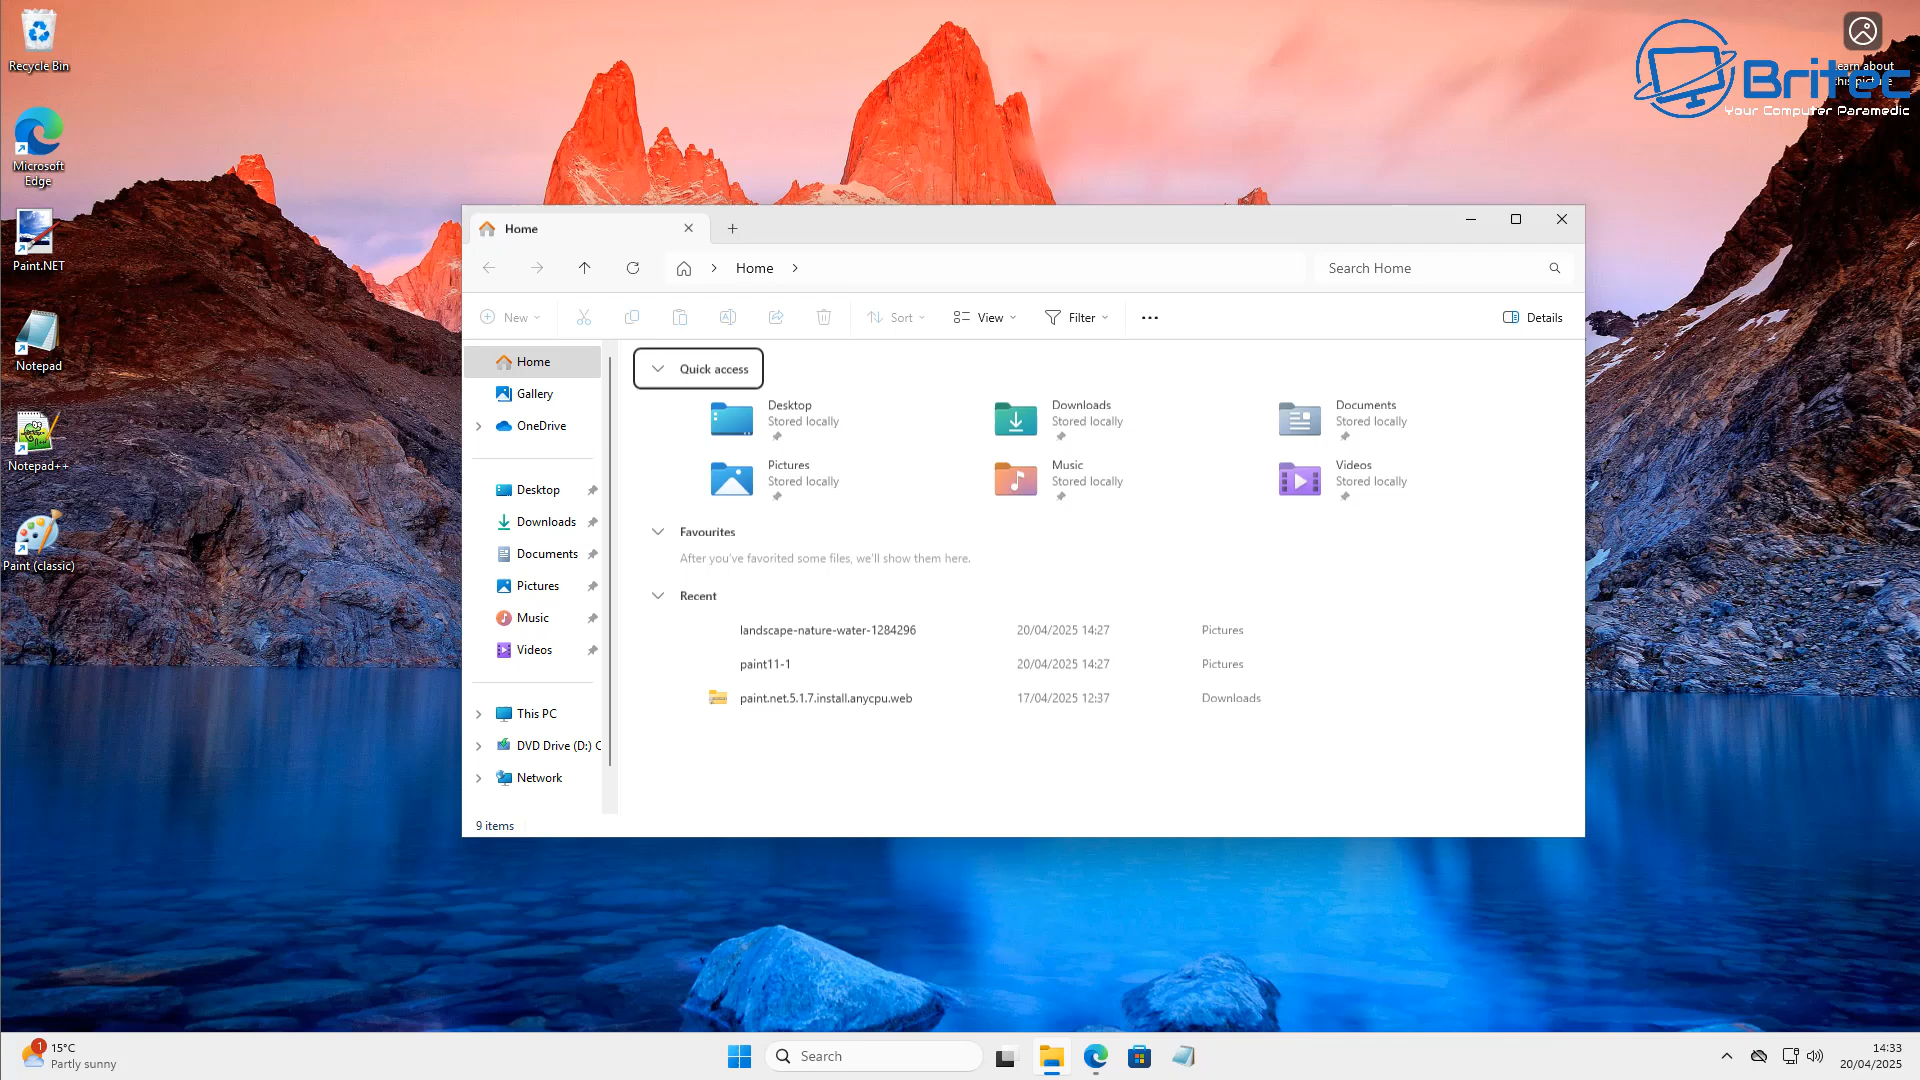 Recycle Bin
Microsoft
Edge
Paint.NET
Notepad
Notepad++
Paint (classic)
Learn about
this picture
Britec
Your Computer Paramedic
Home
Home
Search Home
New
Sort
View
Filter
Details
Home
Gallery
OneDrive
Desktop
Downloads
Documents
Pictures
Music
Videos
This PC
DVD Drive (D:) C
Network
9 items
Quick access
Desktop
Stored locally
Downloads
Stored locally
Documents
Stored locally
Pictures
Stored locally
Music
Stored locally
Videos
Stored locally
Favourites
After you've favorited some files, we'll show them here.
Recent
landscape-nature-water-1284296 20/04/2025 14:27 Pictures
paint11-1 20/04/2025 14:27 Pictures
paint.net.5.1.7.install.anycpu.web 17/04/2025 12:37 Downloads
1
15°C
Partly sunny
Search
14:33
20/04/2025